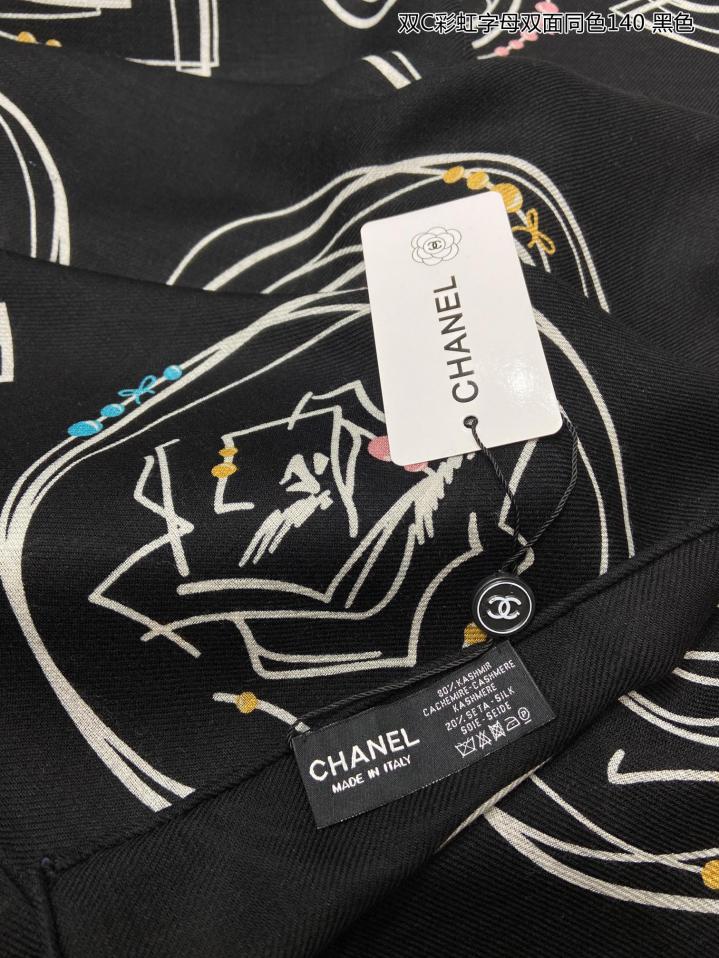 双C彩虹字母双面同色140 黑色
CHANEL
80% KASHMIR
CACHEMIRE-CASHMERE
KASHMERE
20% SETA-SILK
SOIE-SEIDE
CHANEL
MADE IN ITALY